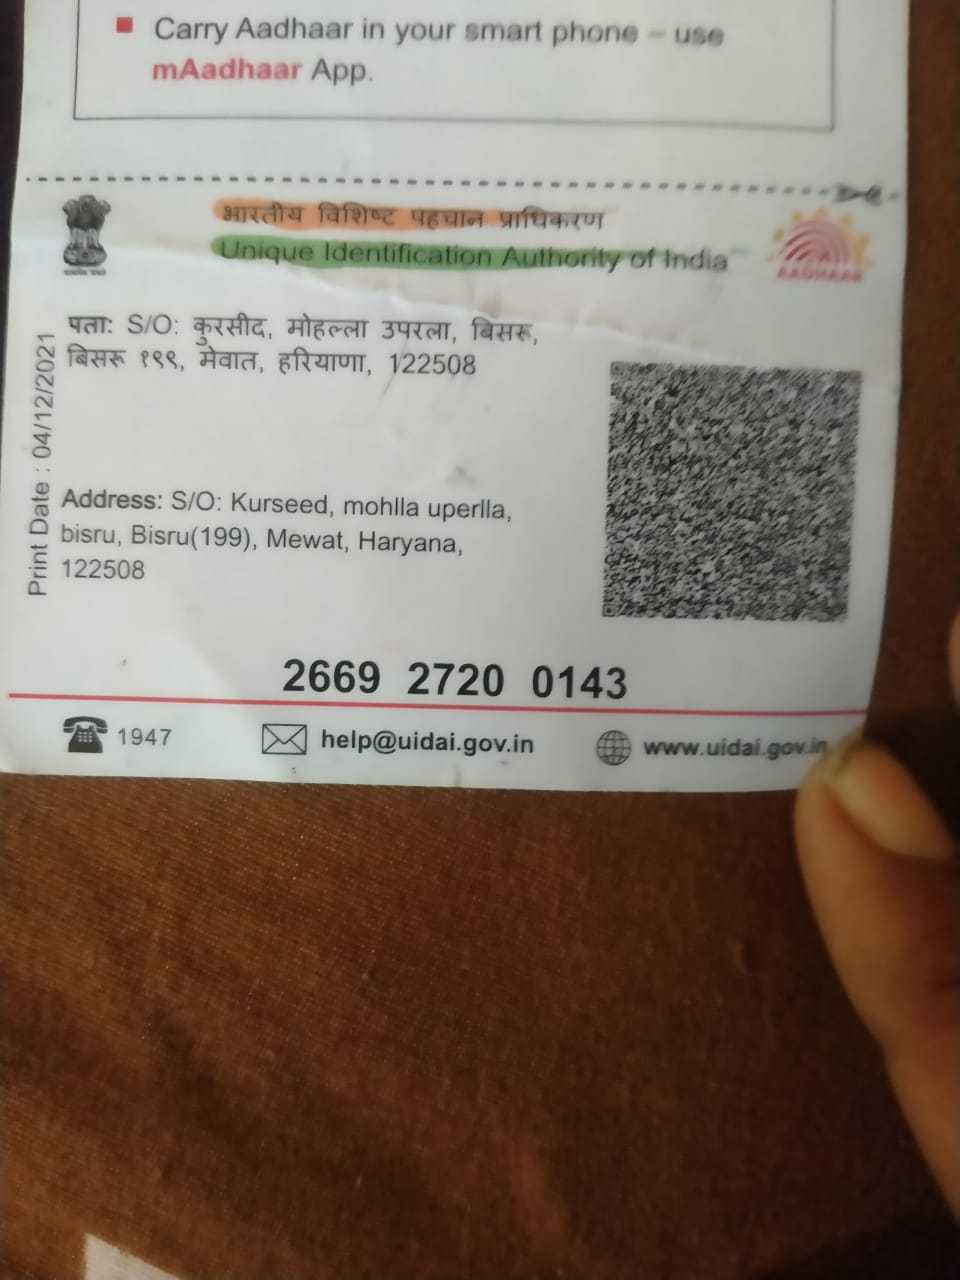 Carry Aadhaar in your smart phone – use
mAadhaar App.
भारतीय विशिष्ट पहचान प्राधिकरण
Unique Identification Authority of India
AADHAAR
पता: S/O: कुरसीद, मोहल्ला उपरला, बिसरू,
बिसरू १९९, मेवात, हरियाणा, 122508
Print Date : 04/12/2021
Address: S/O: Kurseed, mohlla uperlla,
bisru, Bisru(199), Mewat, Haryana,
122508
2669 2720 0143
1947 help@uidai.gov.in www.uidai.gov.in